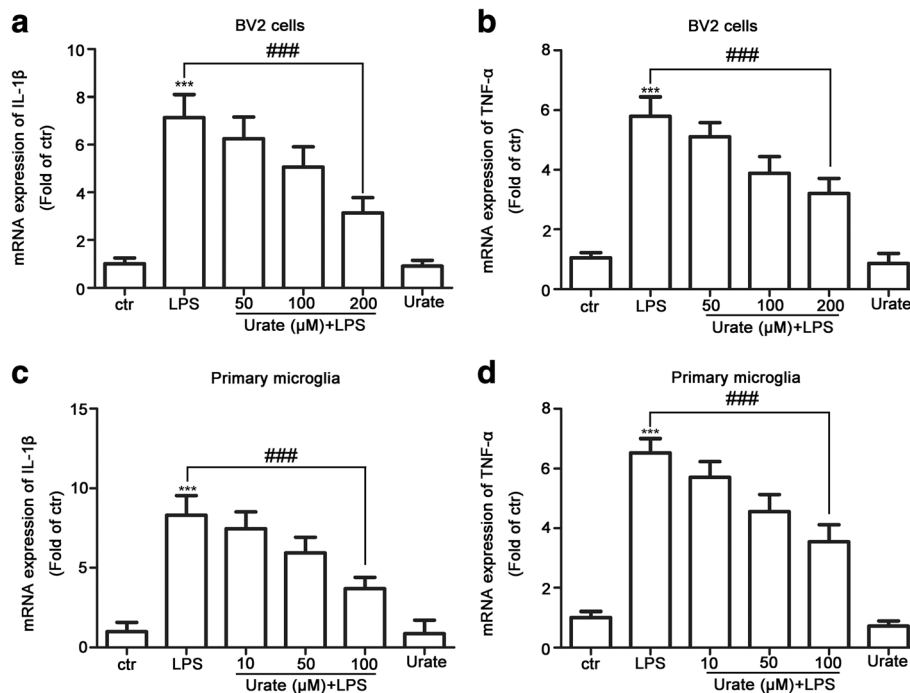 a
BV2 cells
mRNA expression of IL-1β
(Fold of ctr)
10
8
6
4
2
0
###
***
ctr
LPS
50
100
200
Urate
Urate (μM)+LPS
b
BV2 cells
mRNA expression of TNF-α
(Fold of ctr)
8
6
4
2
0
###
***
ctr
LPS
50
100
200
Urate
Urate (μM)+LPS
c
Primary microglia
mRNA expression of IL-1β
(Fold of ctr)
15
10
5
0
###
***
ctr
LPS
10
50
100
Urate
Urate (μM)+LPS
d
Primary microglia
mRNA expression of TNF-α
(Fold of ctr)
8
6
4
2
0
###
***
ctr
LPS
10
50
100
Urate
Urate (μM)+LPS